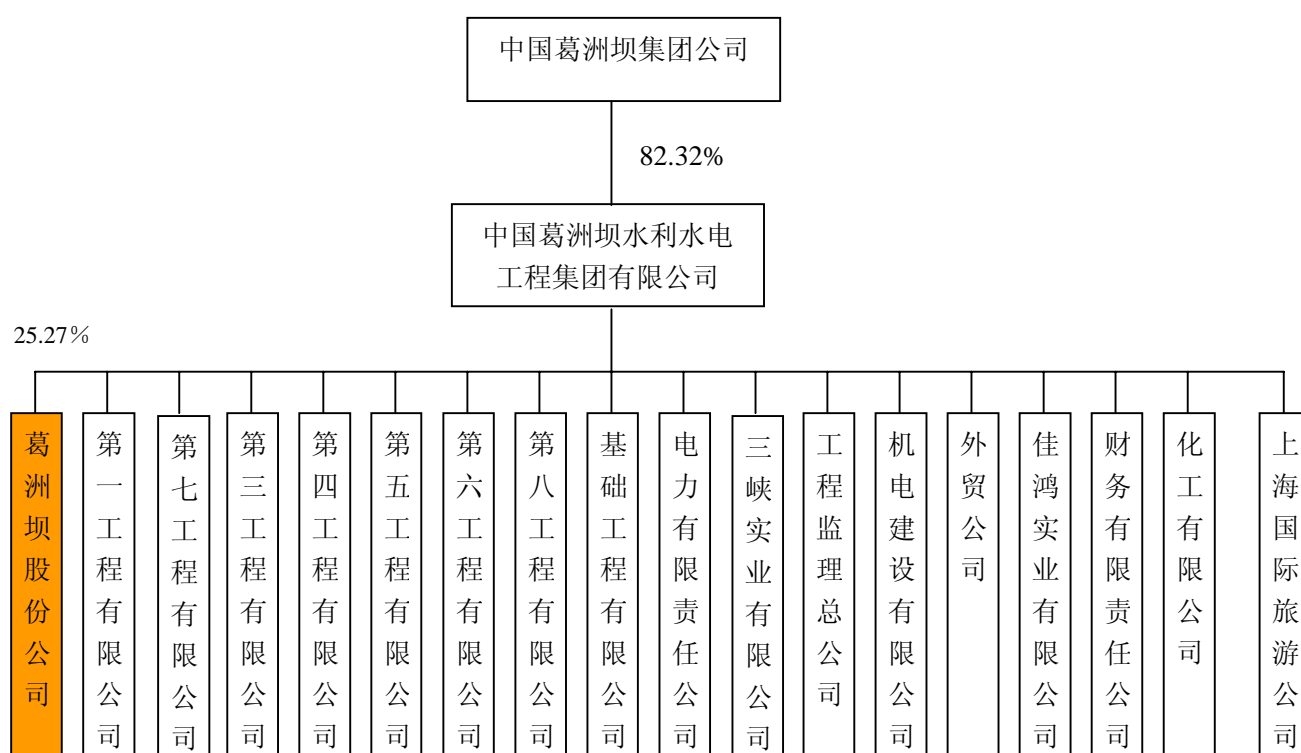 中国葛洲坝集团公司
82.32%
中国葛洲坝水利水电
工程集团有限公司
25.27％
葛洲坝股份公司
第一工程有限公司
第七工程有限公司
第三工程有限公司
第四工程有限公司
第五工程有限公司
第六工程有限公司
第八工程有限公司
基础工程有限公司
电力有限责任公司
三峡实业有限公司
工程监理总公司
机电建设有限公司
外贸公司
佳鸿实业有限公司
财务有限责任公司
化工有限公司
上海国际旅游公司